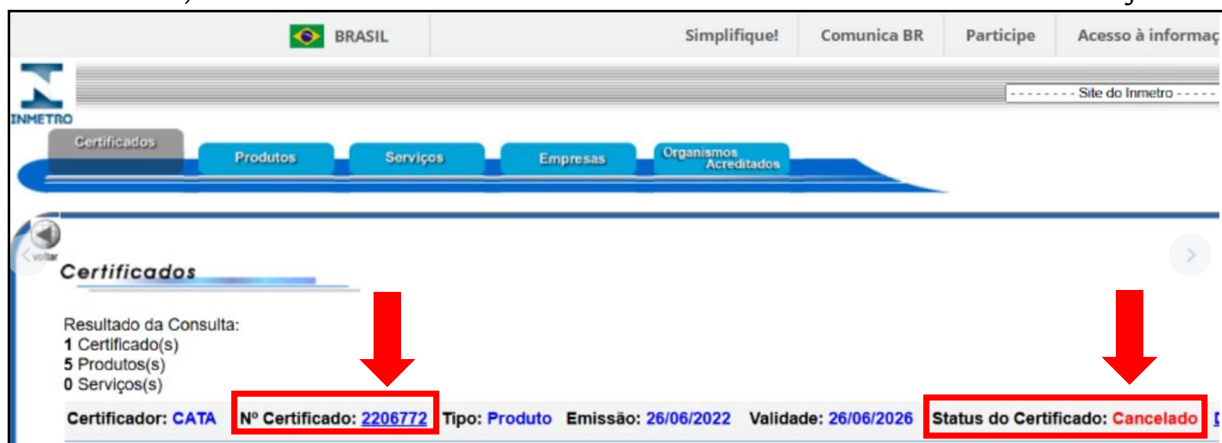 BRASIL Simplifique! Comunica BR Participe Acesso à informaç
- - - - - - - - Site do Inmetro - - - - -
INMETRO
Certificados Produtos Serviços Empresas Organismos
Acreditados
voltar
Certificados
Resultado da Consulta:
1 Certificado(s)
5 Produtos(s)
0 Serviços(s)
Certificador: CATA Nº Certificado: 2206772 Tipo: Produto Emissão: 26/06/2022 Validade: 26/06/2026 Status do Certificado: Cancelado